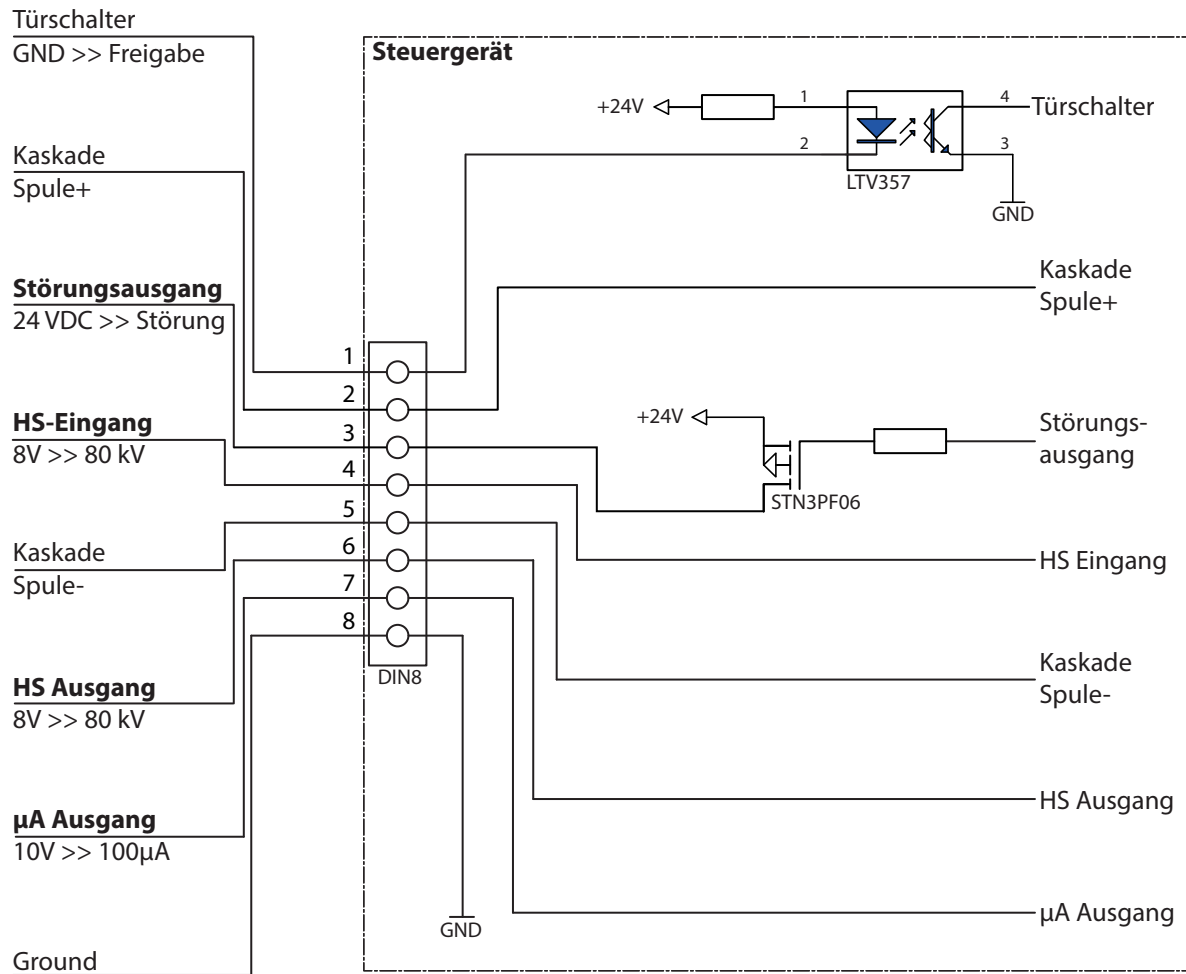 Türschalter
GND >> Freigabe
Kaskade
Spule+
Störungsausgang
24 VDC >> Störung
HS-Eingang
8V >> 80 kV
Kaskade
Spule-
HS Ausgang
8V >> 80 kV
µA Ausgang
10V >> 100µA
Ground
1
2
3
4
5
6
7
8
DIN8
Steuergerät
+24V
1
2
4
3
LTV357
Türschalter
GND
Kaskade
Spule+
+24V
STN3PF06
Störungs-
ausgang
HS Eingang
Kaskade
Spule-
HS Ausgang
GND
µA Ausgang